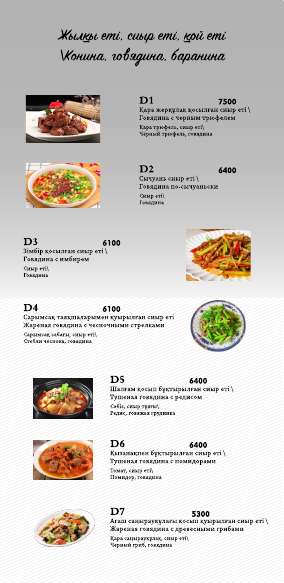 Жылқы еті, сиыр еті, қой еті
\Конина, говядина, баранина
D1 7500
Қара жерқұлақ қосылған сиыр еті \
Говядина с черным трюфелем
Қара трюфель, сиыр еті\
Черный трюфель, говядина
D2 6400
Сычуань сиыр еті \
Говядина по-сычуаньски
Сиыр еті\
Говядина
D3 6100
Зімбір қосылған сиыр еті \
Говядина с имбирем
Сиыр еті\
Говядина
D4 6100
Сарымсақ таяқшаларымен қуырылған сиыр еті
Жареная говядина с чесночными стрелками
Сарымсақ сабағы, сиыр еті\
Стебли чеснока, говядина
D5 6400
Шалғам қосып бұқтырылған сиыр еті \
Тушеная говядина с редисом
Сәбіз, сиыр төсі\
Редис, говяжья грудинка
D6 6400
Қызанақпен бұқтырылған сиыр еті \
Тушеная говядина с помидорами
Томат, сиыр еті\
Помидор, говядина
D7 5300
Ағаш саңырауқұлағы қосып қуырылған сиыр еті \
Жареная говядина с древесными грибами
Қара саңырауқұлақ, сиыр еті\
Черный гриб, говядина